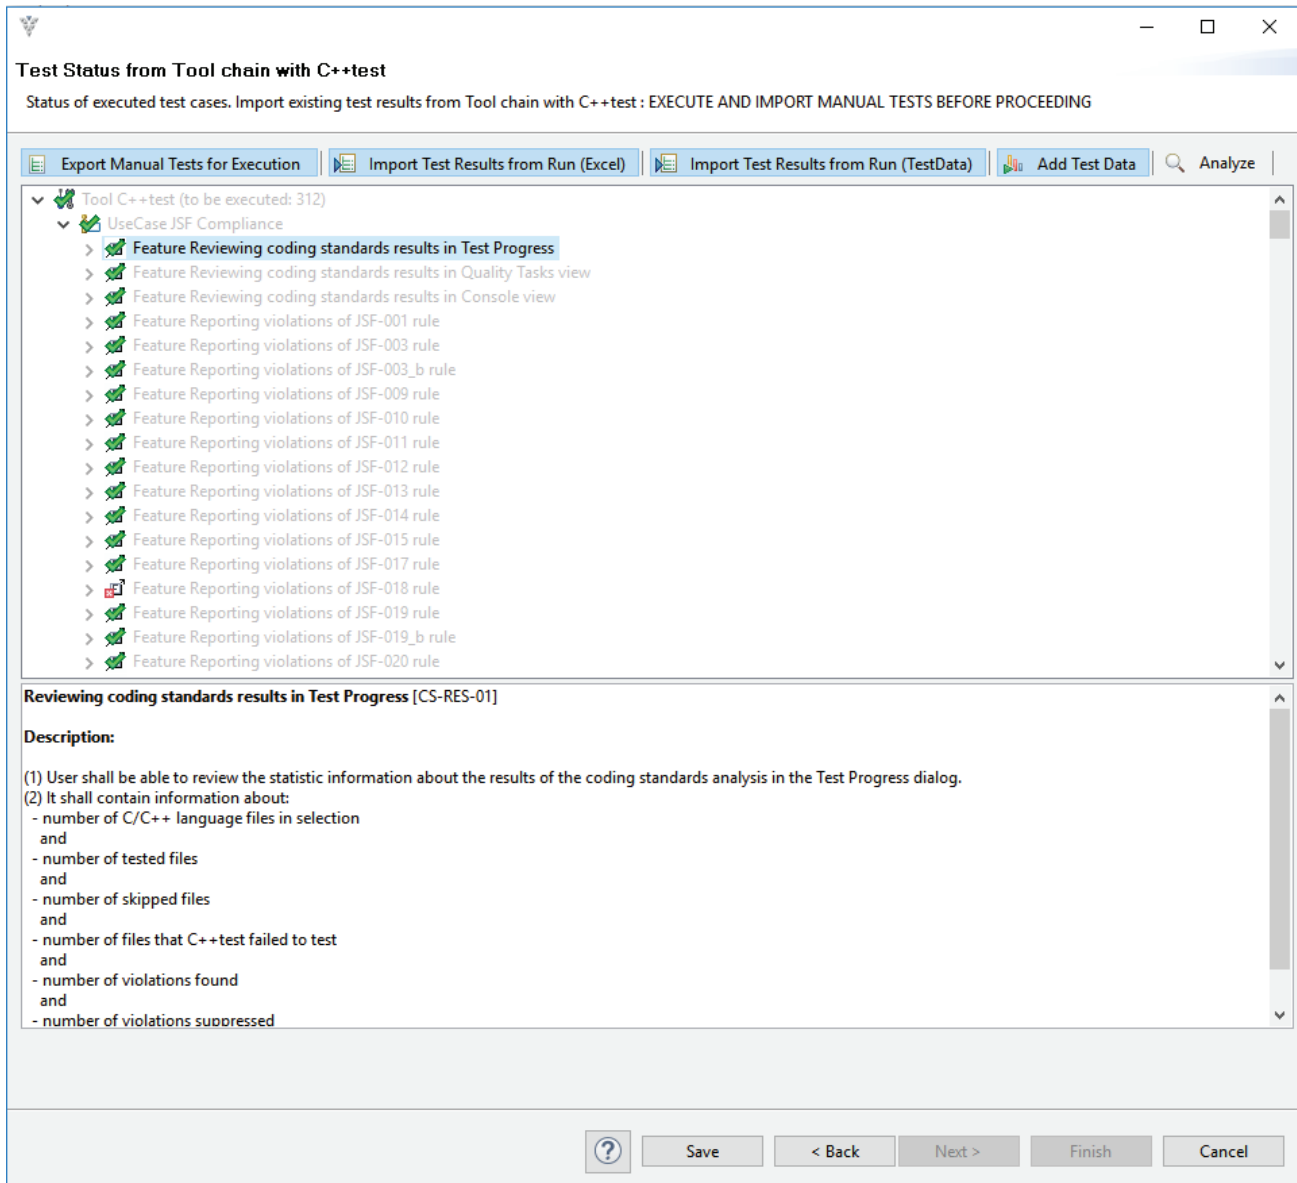 Test Status from Tool chain with C++test
Status of executed test cases. Import existing test results from Tool chain with C++test : EXECUTE AND IMPORT MANUAL TESTS BEFORE PROCEEDING
Export Manual Tests for Execution Import Test Results from Run (Excel) Import Test Results from Run (TestData) Add Test Data Analyze
Tool C++test (to be executed: 312)
UseCase JSF Compliance
Feature Reviewing coding standards results in Test Progress
Feature Reviewing coding standards results in Quality Tasks view
Feature Reviewing coding standards results in Console view
Feature Reporting violations of JSF-001 rule
Feature Reporting violations of JSF-003 rule
Feature Reporting violations of JSF-003_b rule
Feature Reporting violations of JSF-009 rule
Feature Reporting violations of JSF-010 rule
Feature Reporting violations of JSF-011 rule
Feature Reporting violations of JSF-012 rule
Feature Reporting violations of JSF-013 rule
Feature Reporting violations of JSF-014 rule
Feature Reporting violations of JSF-015 rule
Feature Reporting violations of JSF-017 rule
Feature Reporting violations of JSF-018 rule
Feature Reporting violations of JSF-019 rule
Feature Reporting violations of JSF-019_b rule
Feature Reporting violations of JSF-020 rule
Reviewing coding standards results in Test Progress [CS-RES-01]
Description:
(1) User shall be able to review the statistic information about the results of the coding standards analysis in the Test Progress dialog.
(2) It shall contain information about:
- number of C/C++ language files in selection
and
- number of tested files
and
- number of skipped files
and
- number of files that C++test failed to test
and
- number of violations found
and
- number of violations suppressed
? Save < Back Next > Finish Cancel